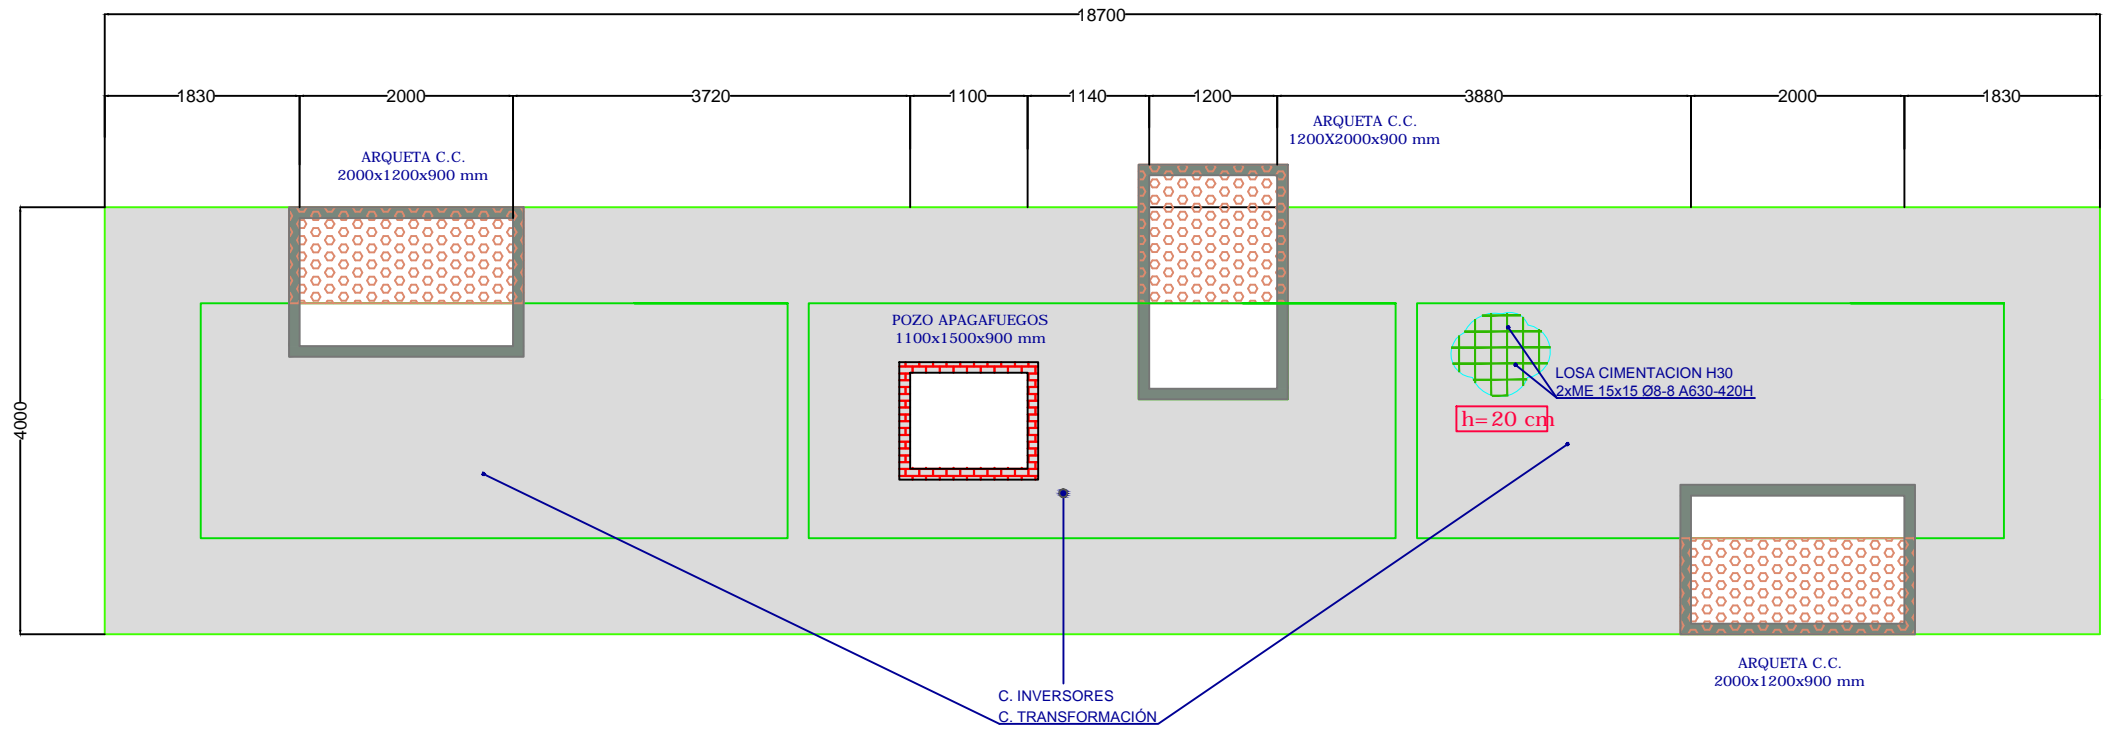 18700
1830
2000
3720
1100
1140
1200
3880
2000
1830
ARQUETA C.C.
2000x1200x900 mm
ARQUETA C.C.
1200X2000x900 mm
4000
POZO APAGAFUEGOS
1100x1500x900 mm
LOSA CIMENTACION H30
2xME 15x15 Ø8-8 A630-420H
h=20 cm
ARQUETA C.C.
2000x1200x900 mm
C. INVERSORES
C. TRANSFORMACIÓN